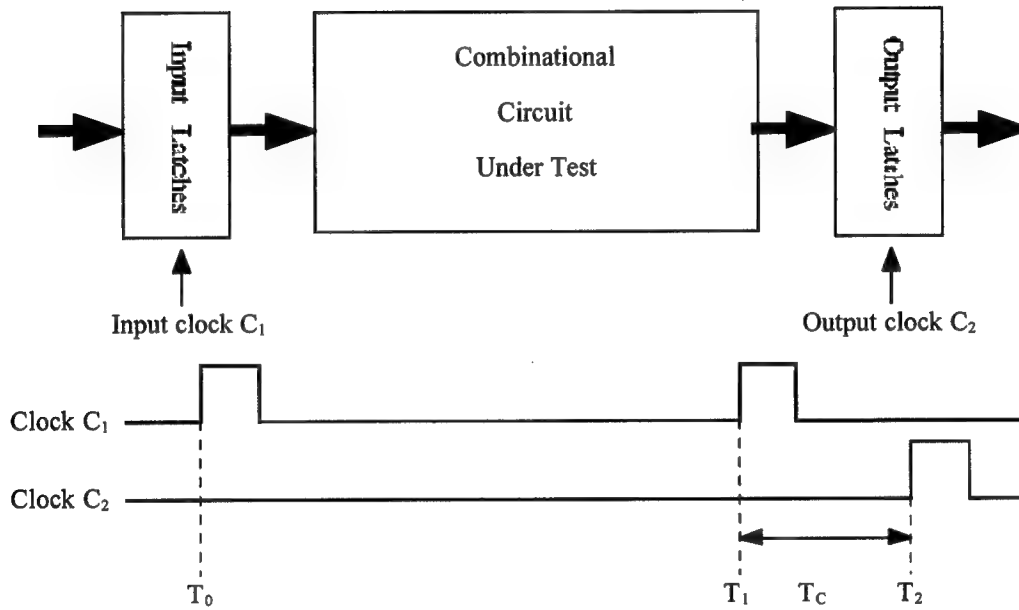 Input Latches
Combinational
Circuit
Under Test
Output Latches
Input clock C₁
Output clock C₂
Clock C₁
Clock C₂
T₀
T₁
T_C
T₂